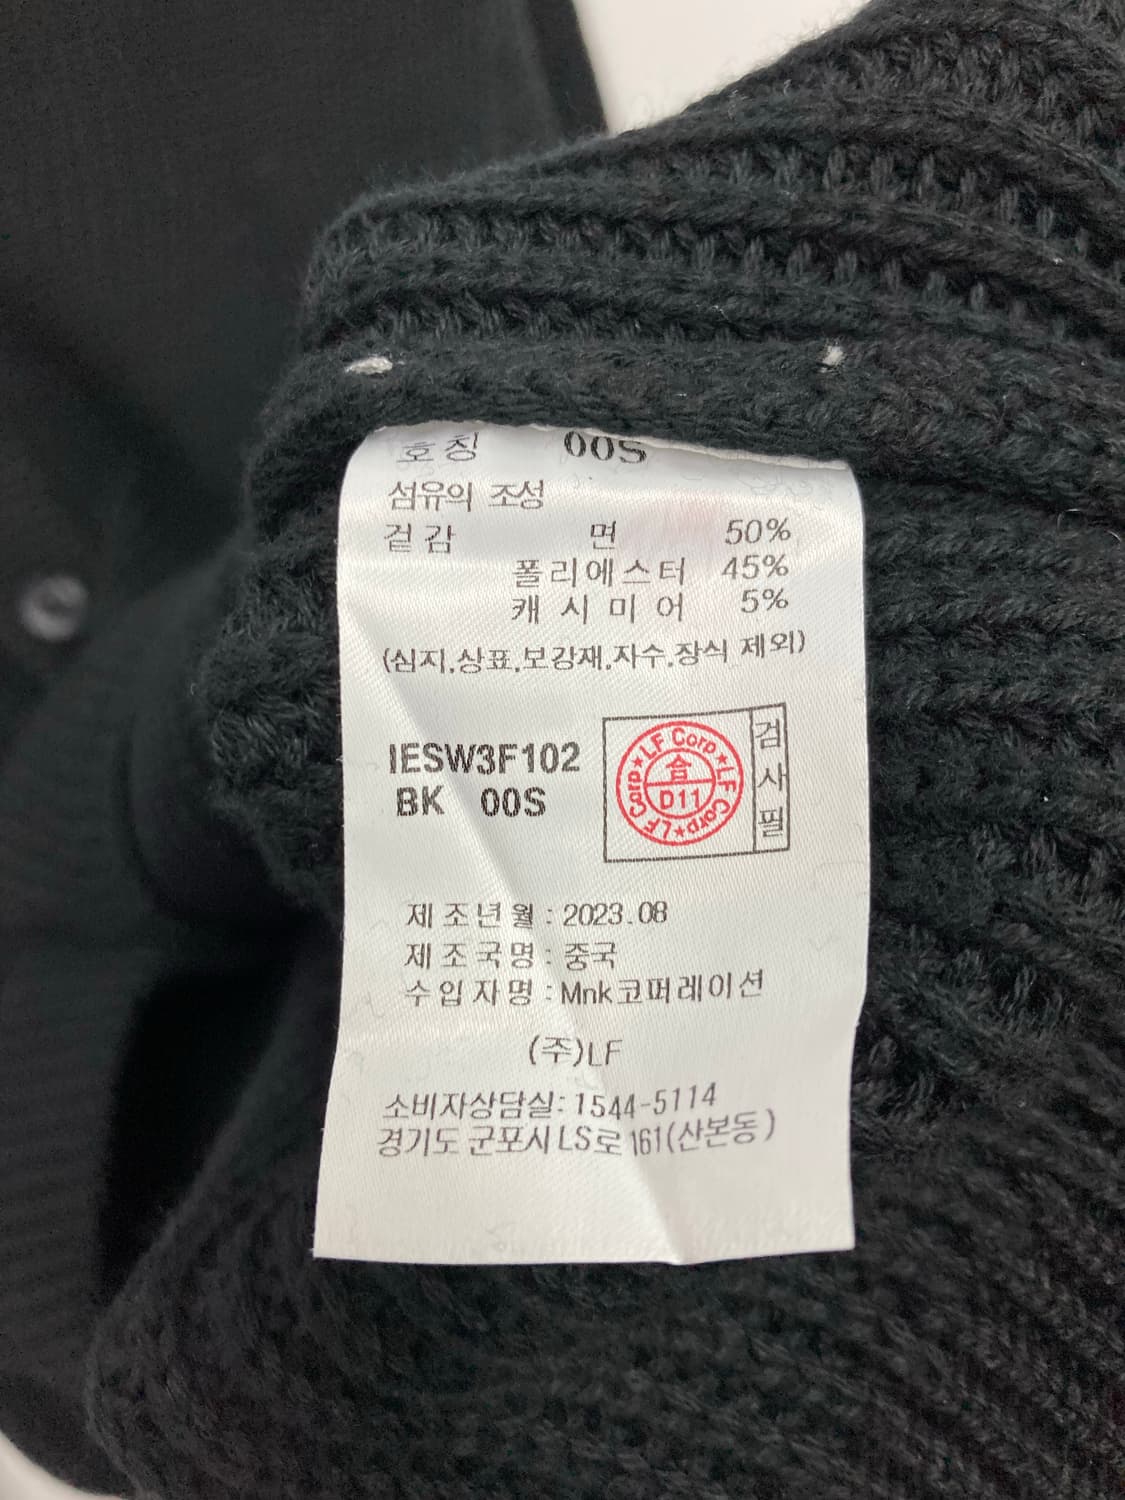 호칭 00S
섬유의 조성
겉감 면 50%
폴리에스터 45%
캐시미어 5%
(심지,상표,보강재,자수,장식 제외)
IESW3F102
BK 00S
LF Corp★LF Corp★LF Corp★
合
D11
검사필
제조년월 : 2023.08
제조국명 : 중국
수입자명 : Mnk코퍼레이션
(주)LF
소비자상담실: 1544-5114
경기도 군포시 LS로 161(산본동)